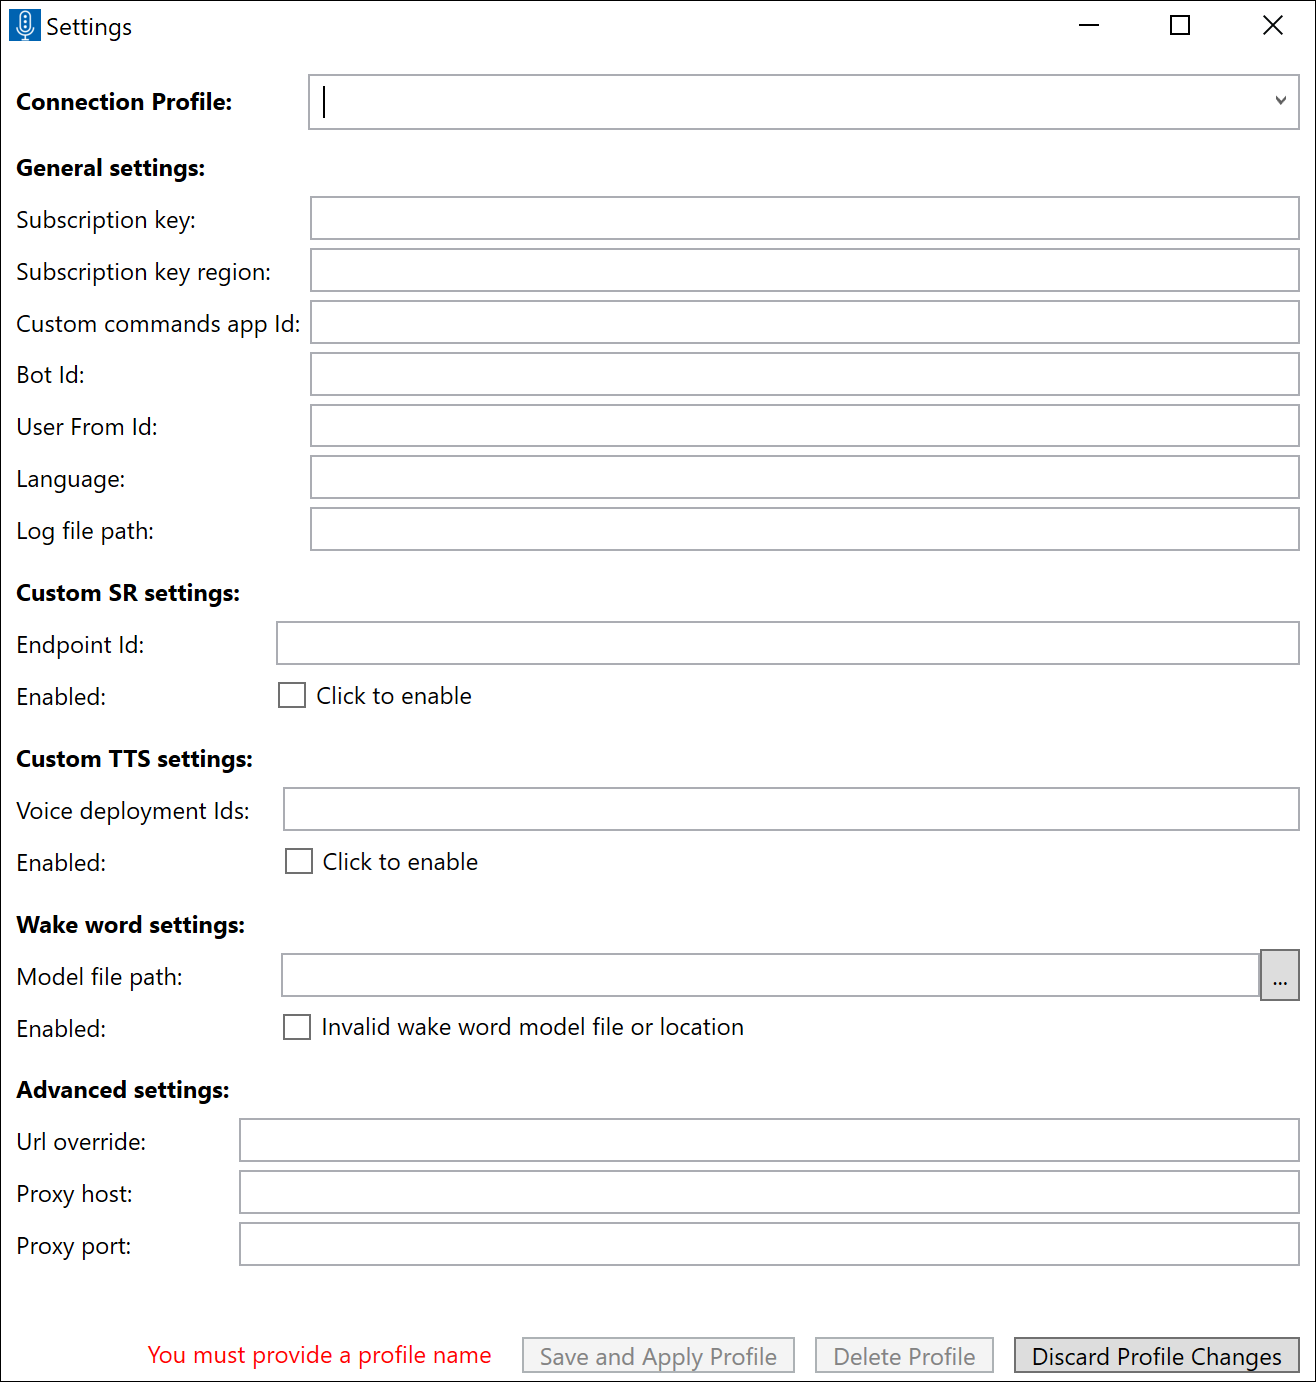 Settings
Connection Profile:
General settings:
Subscription key:
Subscription key region:
Custom commands app Id:
Bot Id:
User From Id:
Language:
Log file path:
Custom SR settings:
Endpoint Id:
Enabled: Click to enable
Custom TTS settings:
Voice deployment Ids:
Enabled: Click to enable
Wake word settings:
Model file path: ...
Enabled: Invalid wake word model file or location
Advanced settings:
Url override:
Proxy host:
Proxy port:
You must provide a profile name Save and Apply Profile Delete Profile Discard Profile Changes